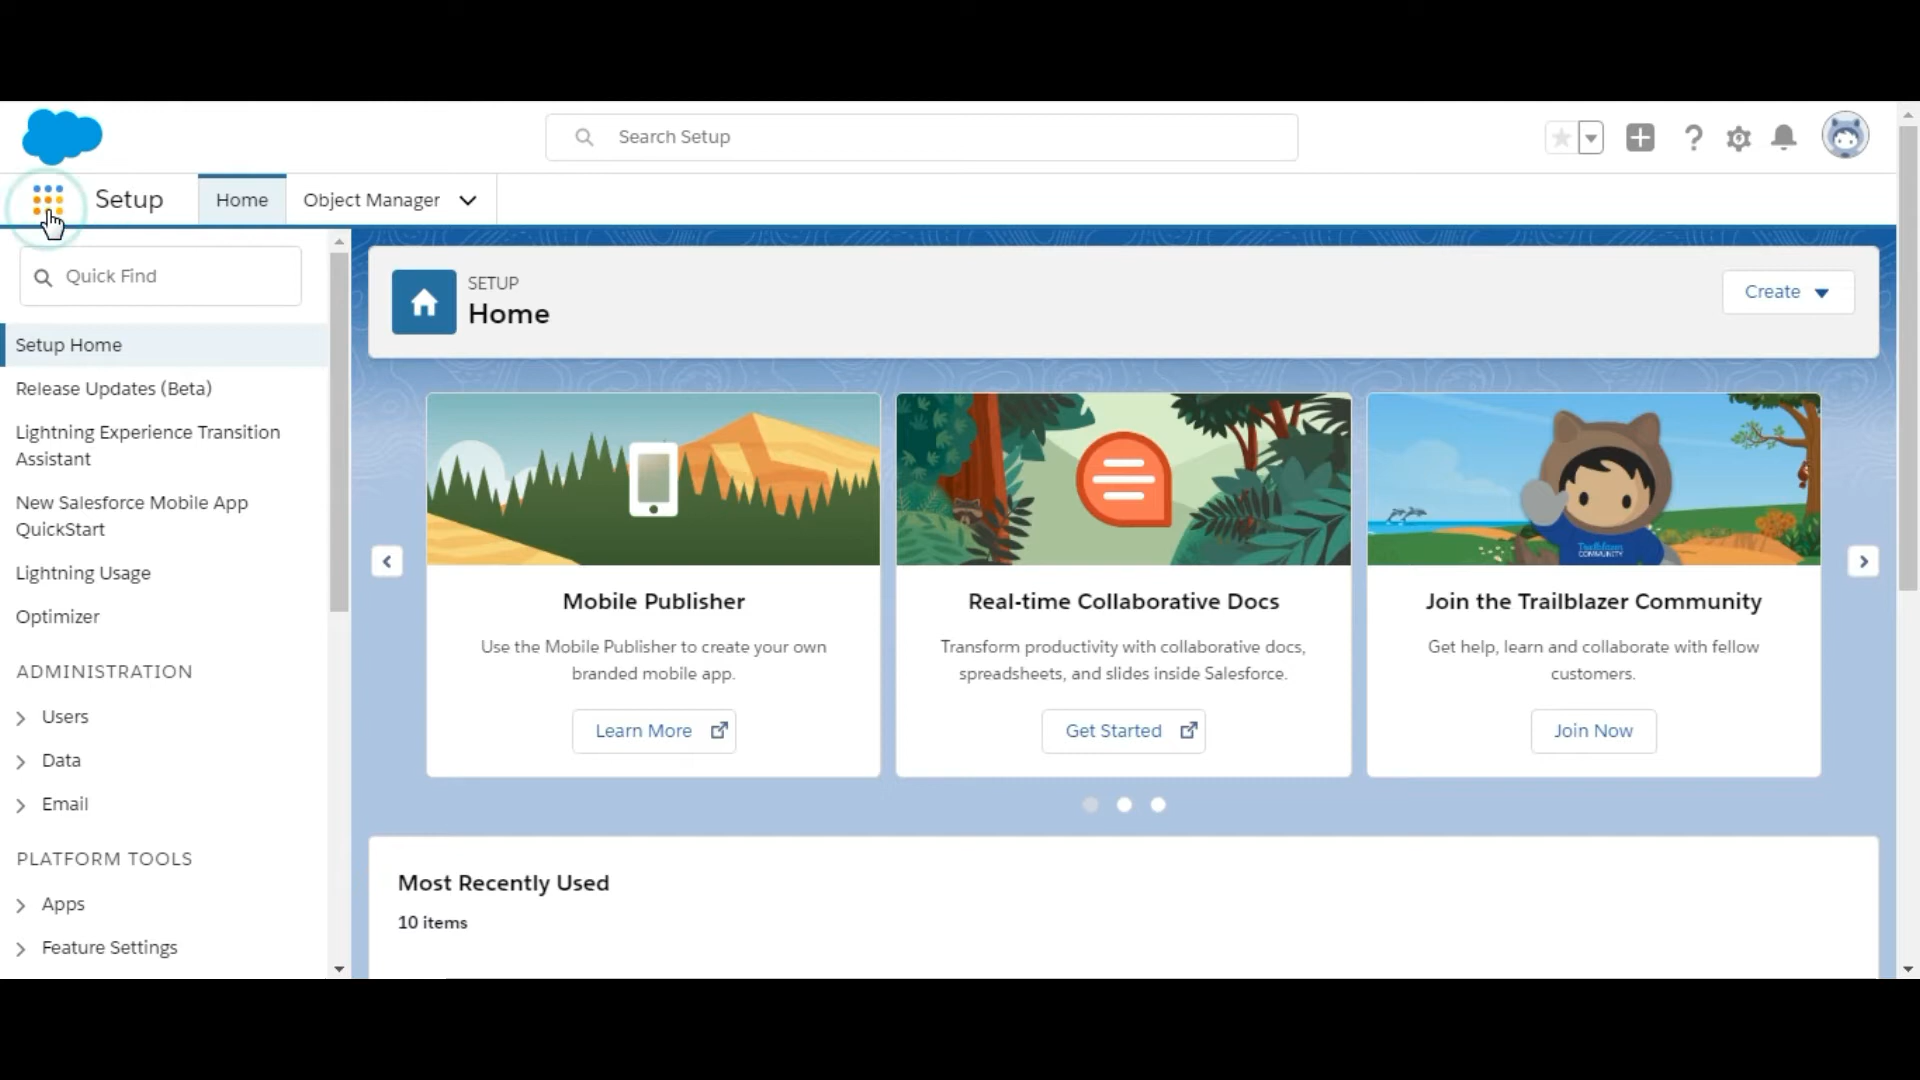 Search Setup
Setup
Home
Object Manager
Quick Find
SETUP
Home
Create
Setup Home
Release Updates (Beta)
Lightning Experience Transition
Assistant
New Salesforce Mobile App
QuickStart
Lightning Usage
Optimizer
ADMINISTRATION
Users
Data
Email
PLATFORM TOOLS
Apps
Feature Settings
Mobile Publisher
Use the Mobile Publisher to create your own
branded mobile app.
Learn More
Real-time Collaborative Docs
Transform productivity with collaborative docs,
spreadsheets, and slides inside Salesforce.
Get Started
Trailblazer
COMMUNITY
Join the Trailblazer Community
Get help, learn and collaborate with fellow
customers.
Join Now
Most Recently Used
10 items